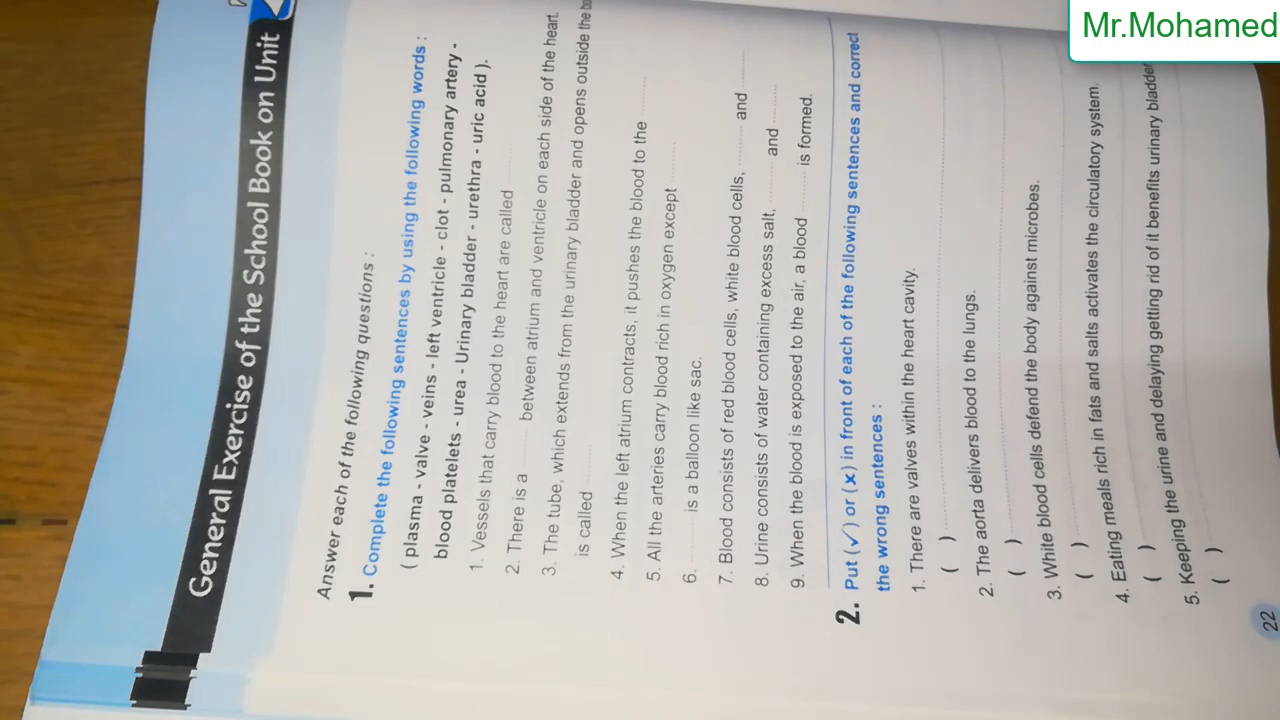 Mr.Mohamed
General Exercise of the School Book on Unit
Answer each of the following questions :
1. Complete the following sentences by using the following words :
( plasma - valve - veins - left ventricle - clot - pulmonary artery -
blood platelets - urea - Urinary bladder - urethra - uric acid ).
1. Vessels that carry blood to the heart are called ..........
2. There is a .......... between atrium and ventricle on each side of the heart.
3. The tube, which extends from the urinary bladder and opens outside the
is called ..........
4. When the left atrium contracts, it pushes the blood to the ..........
5. All the arteries carry blood rich in oxygen except ..........
6. .......... is a balloon like sac.
7. Blood consists of red blood cells, white blood cells, .......... and ..........
8. Urine consists of water containing excess salt, .......... and ..........
9. When the blood is exposed to the air, a blood .......... is formed.
2. Put (✓) or (x) in front of each of the following sentences and correct
the wrong sentences :
1. There are valves within the heart cavity.
( ) ..........
2. The aorta delivers blood to the lungs.
( ) ..........
3. White blood cells defend the body against microbes.
( ) ..........
4. Eating meals rich in fats and salts activates the circulatory system.
( ) ..........
5. Keeping the urine and delaying getting rid of it benefits urinary bladder
( ) ..........
22